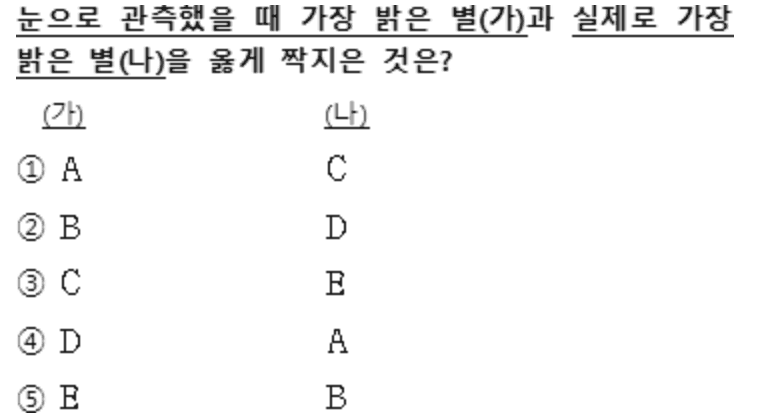 눈으로 관측했을 때 가장 밝은 별(가)과 실제로 가장
밝은 별(나)을 옳게 짝지은 것은?
(가) (나)
① A C
② B D
③ C E
④ D A
⑤ E B